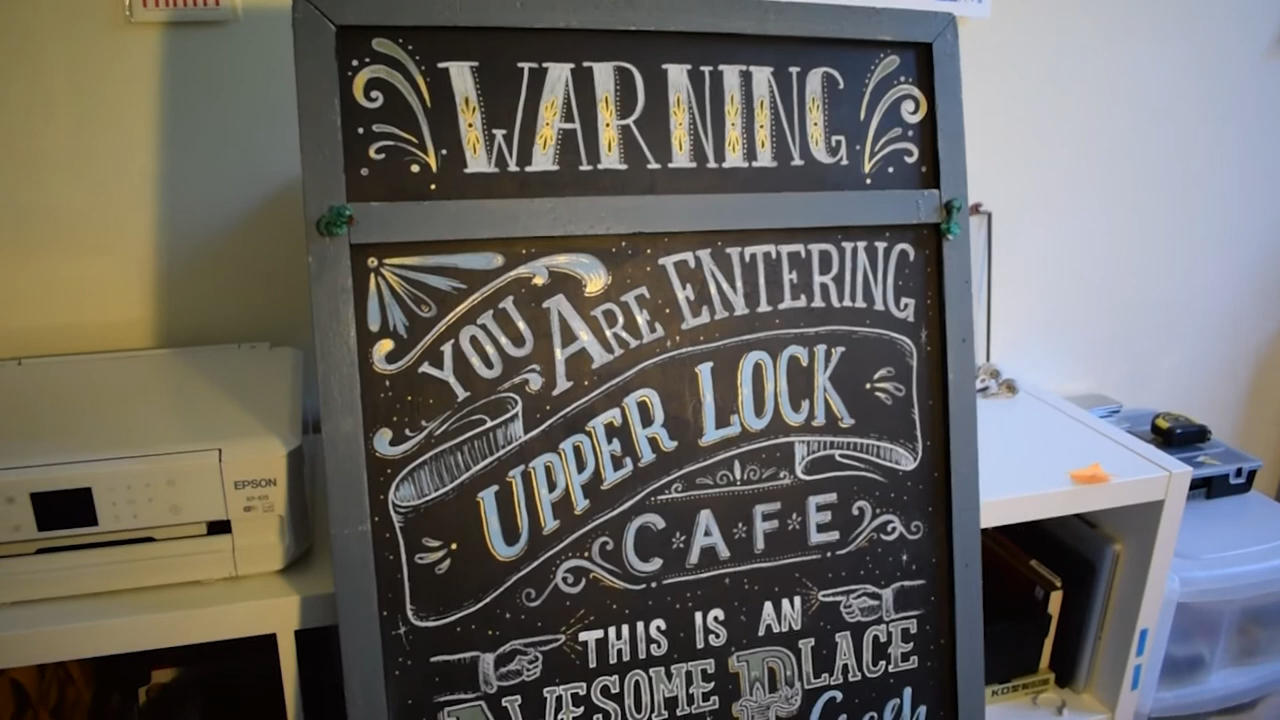 WARNING
YOU ARE ENTERING
UPPER LOCK
CAFE
THIS IS AN
AWESOME PLACE
EPSON